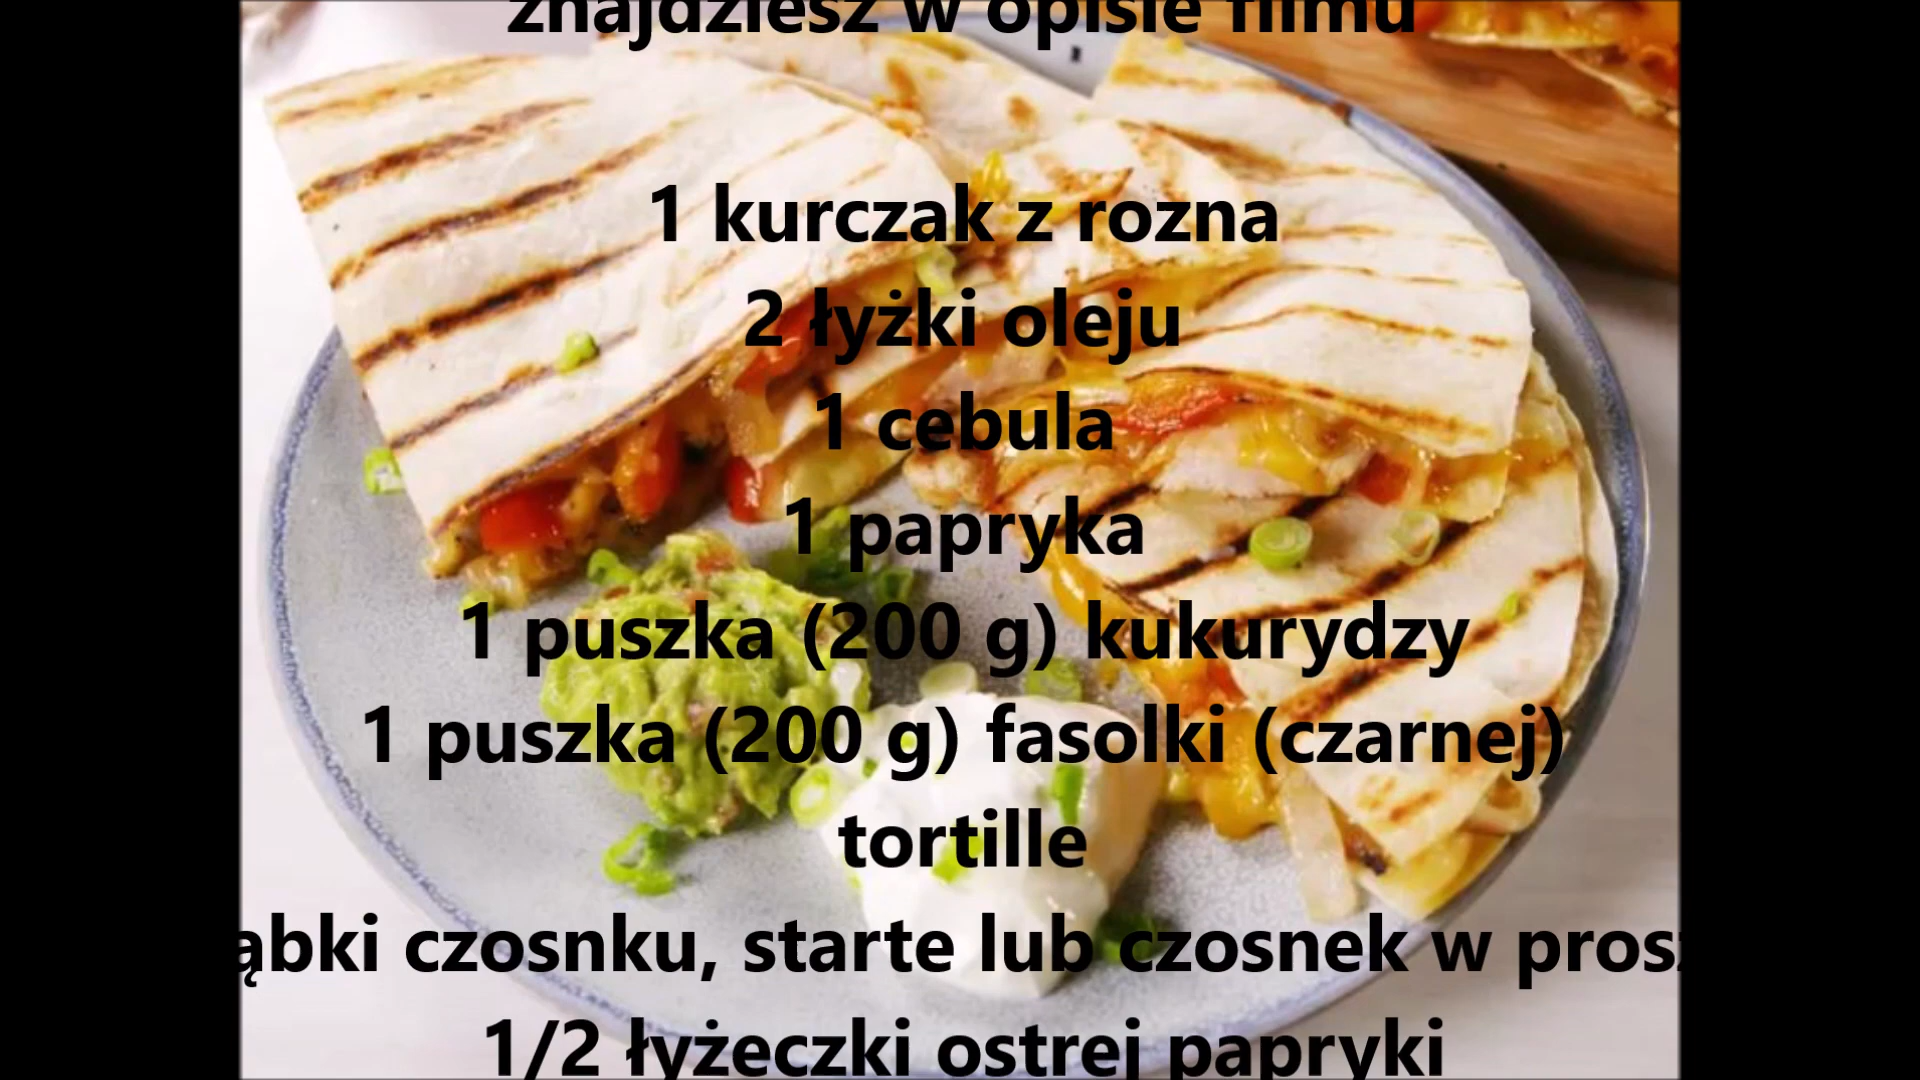 znajdziesz w opisie filmu
1 kurczak z rozna
2 łyżki oleju
1 cebula
1 papryka
1 puszka (200 g) kukurydzy
1 puszka (200 g) fasolki (czarnej)
tortille
ąbki czosnku, starte lub czosnek w pros
1/2 łyżeczki ostrej papryki